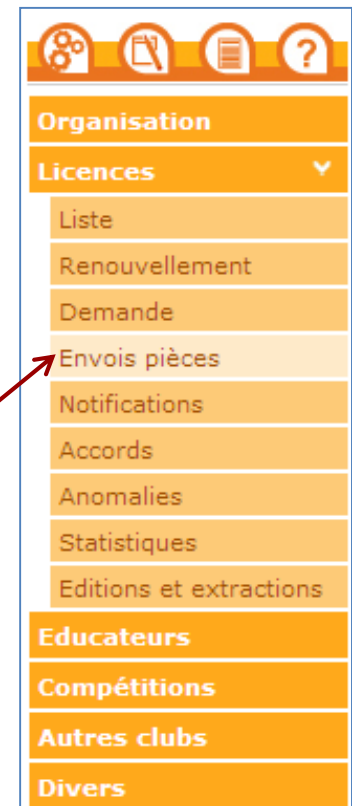 ?
Organisation
Licences
Liste
Renouvellement
Demande
Envois pièces
Notifications
Accords
Anomalies
Statistiques
Editions et extractions
Educateurs
Compétitions
Autres clubs
Divers